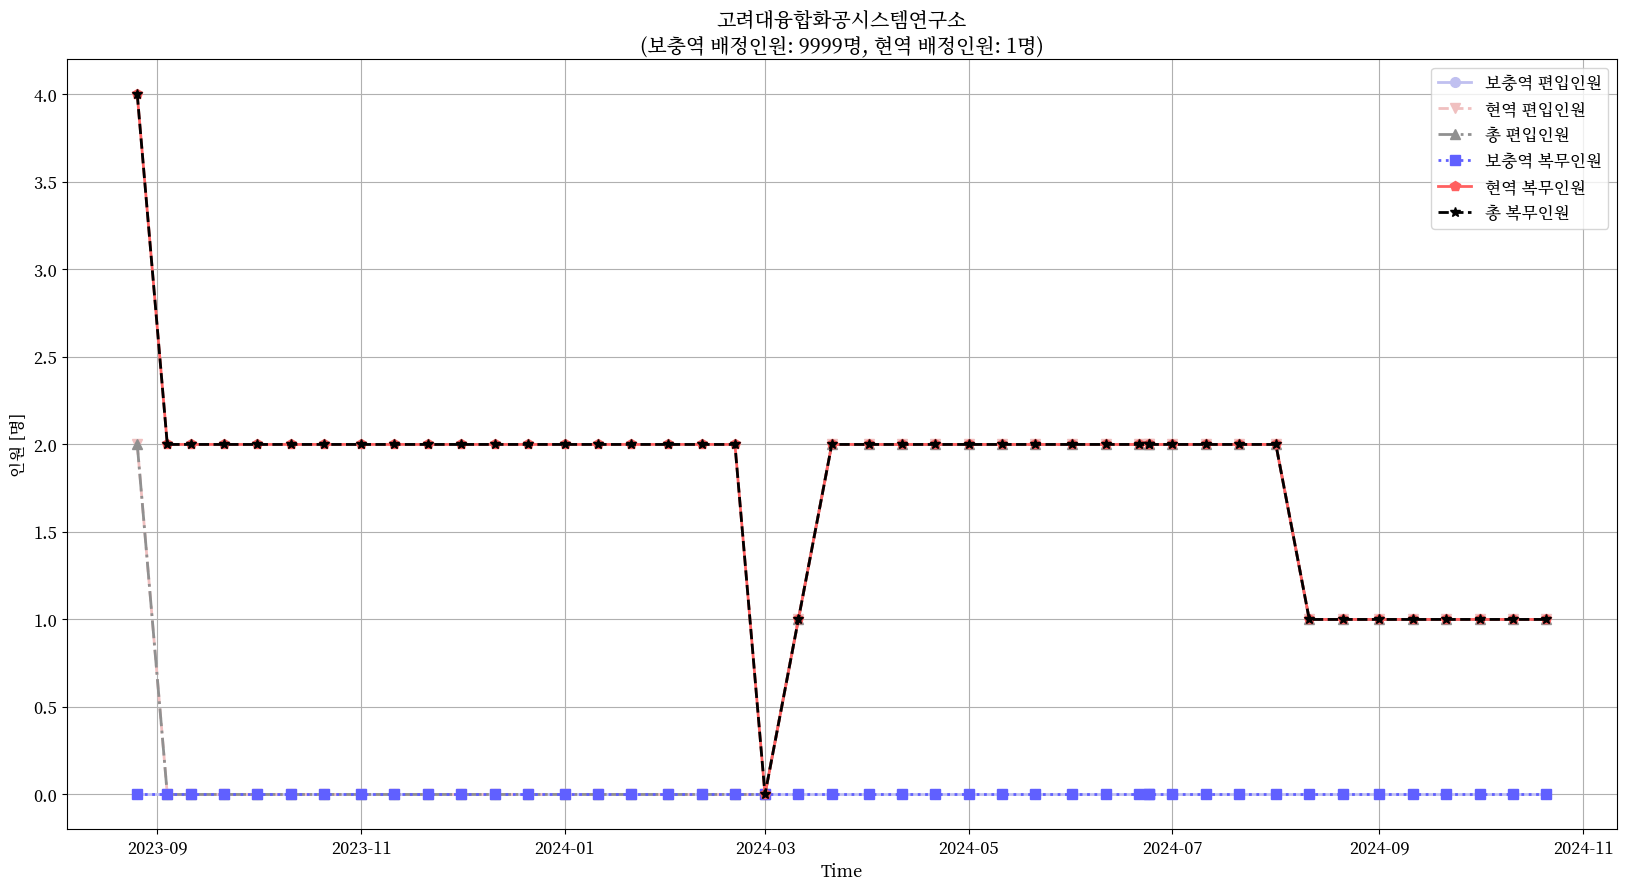 고려대융합화공시스템연구소
(보충역 배정인원: 9999명, 현역 배정인원: 1명)
보충역 편입인원
현역 편입인원
총 편입인원
보충역 복무인원
현역 복무인원
총 복무인원
인원 [명]
4.0
3.5
3.0
2.5
2.0
1.5
1.0
0.5
0.0
2023-09
2023-11
2024-01
2024-03
2024-05
2024-07
2024-09
2024-11
Time